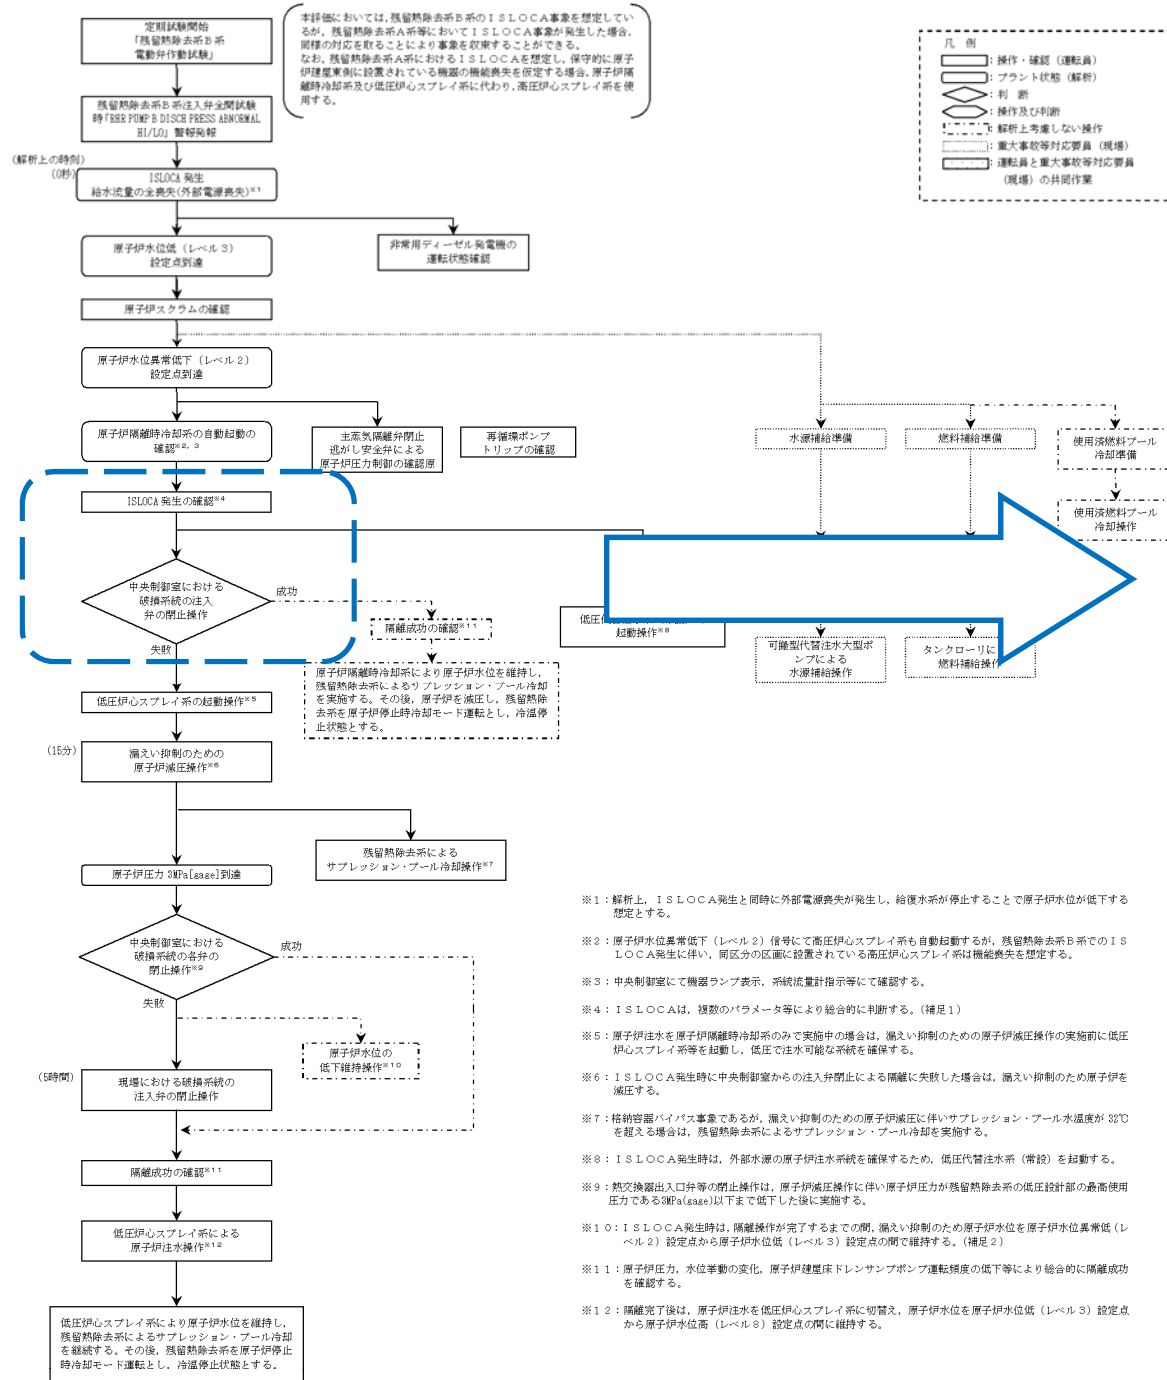 定期試験開始
「残留熱除去系B系
電動弁作動試験」
本評価においては，残留熱除去系B系のISLOCA事象を想定してい
るが，残留熱除去系A系等においてISLOCA事象が発生した場合，
同様の対応を取ることにより事象を収束することができる。
なお，残留熱除去系A系におけるISLOCAを想定し，保守的に原子
炉建屋東側に設置されている機器の機能喪失を仮定する場合，原子炉隔
離時冷却系及び低圧炉心スプレイ系に代わり，高圧炉心スプレイ系を使
用する。
凡 例
：操作・確認（運転員）
：プラント状態（解析）
：判 断
：操作及び判断
：解析上考慮しない操作
：重大事故等対応要員（現場）
：運転員と重大事故等対応要員
（現場）の共同作業
残留熱除去系B系注入弁全開試験
時「RHR PUMP B DISCH PRESS ABNORMAL
HI/LO」警報発報
(解析上の時刻)
(0秒)
ISLOCA 発生
給水流量の全喪失(外部電源喪失)※1
原子炉水位低（レベル3）
設定点到達
非常用ディーゼル発電機の
運転状態確認
原子炉スクラムの確認
原子炉水位異常低下（レベル2）
設定点到達
原子炉隔離時冷却系の自動起動の
確認※2，3
主蒸気隔離弁閉止
逃がし安全弁による
原子炉圧力制御の確認原
再循環ポンプ
トリップの確認
水源補給準備
燃料補給準備
使用済燃料プール
冷却準備
ISLOCA 発生の確認※4
使用済燃料プール
冷却操作
中央制御室における
破損系統の注入
弁の閉止操作
成功
失敗
隔離成功の確認※11
低圧代
起動操作※8
可搬型代替注水大型ポ
ンプによる
水源補給操作
タンクローリに
燃料補給操作
原子炉隔離時冷却系により原子炉水位を維持し，
残留熱除去系によるサプレッション・プール冷却
を実施する。その後，原子炉を減圧し，残留熱除
去系を原子炉停止時冷却モード運転とし，冷温停
止状態とする。
低圧炉心スプレイ系の起動操作※5
(15分)
漏えい抑制のための
原子炉減圧操作※6
残留熱除去系による
サプレッション・プール冷却操作※7
原子炉圧力 3MPa[gage]到達
中央制御室における
破損系統の各弁の
閉止操作※9
成功
失敗
原子炉水位の
低下維持操作※10
(5時間)
現場における破損系統の
注入弁の閉止操作
隔離成功の確認※11
低圧炉心スプレイ系による
原子炉注水操作※12
低圧炉心スプレイ系により原子炉水位を維持し，
残留熱除去系によるサプレッション・プール冷却
を継続する。その後，残留熱除去系を原子炉停止
時冷却モード運転とし，冷温停止状態とする。
※1：解析上，ISLOCA発生と同時に外部電源喪失が発生し，給復水系が停止することで原子炉水位が低下する
想定とする。
※2：原子炉水位異常低下（レベル2）信号にて高圧炉心スプレイ系も自動起動するが，残留熱除去系B系でのIS
LOCA発生に伴い，同区分の区画に設置されている高圧炉心スプレイ系は機能喪失を想定する。
※3：中央制御室にて機器ランプ表示，系統流量計指示等にて確認する。
※4：ISLOCAは，複数のパラメータ等により総合的に判断する。（補足1）
※5：原子炉注水を原子炉隔離時冷却系のみで実施中の場合は，漏えい抑制のための原子炉減圧操作の実施前に低圧
炉心スプレイ系等を起動し，低圧で注水可能な系統を確保する。
※6：ISLOCA発生時に中央制御室からの注入弁閉止による隔離に失敗した場合は，漏えい抑制のため原子炉を
減圧する。
※7：格納容器バイパス事象であるが，漏えい抑制のための原子炉減圧に伴いサプレッション・プール水温度が 32℃
を超える場合は，残留熱除去系によるサプレッション・プール冷却を実施する。
※8：ISLOCA発生時は，外部水源の原子炉注水系統を確保するため，低圧代替注水系（常設）を起動する。
※9：熱交換器出入口弁等の閉止操作は，原子炉減圧操作に伴い原子炉圧力が残留熱除去系の低圧設計部の最高使用
圧力である3MPa(gage)以下まで低下した後に実施する。
※10：ISLOCA発生時は，隔離操作が完了するまでの間，漏えい抑制のため原子炉水位を原子炉水位異常低（レ
ベル2）設定点から原子炉水位低（レベル3）設定点の間で維持する。（補足2）
※11：原子炉圧力，水位挙動の変化，原子炉建屋床ドレンサンプポンプ運転頻度の低下等により総合的に隔離成功
を確認する。
※12：隔離完了後は，原子炉注水を低圧炉心スプレイ系に切替え，原子炉水位を原子炉水位低（レベル3）設定点
から原子炉水位高（レベル8）設定点の間に維持する。